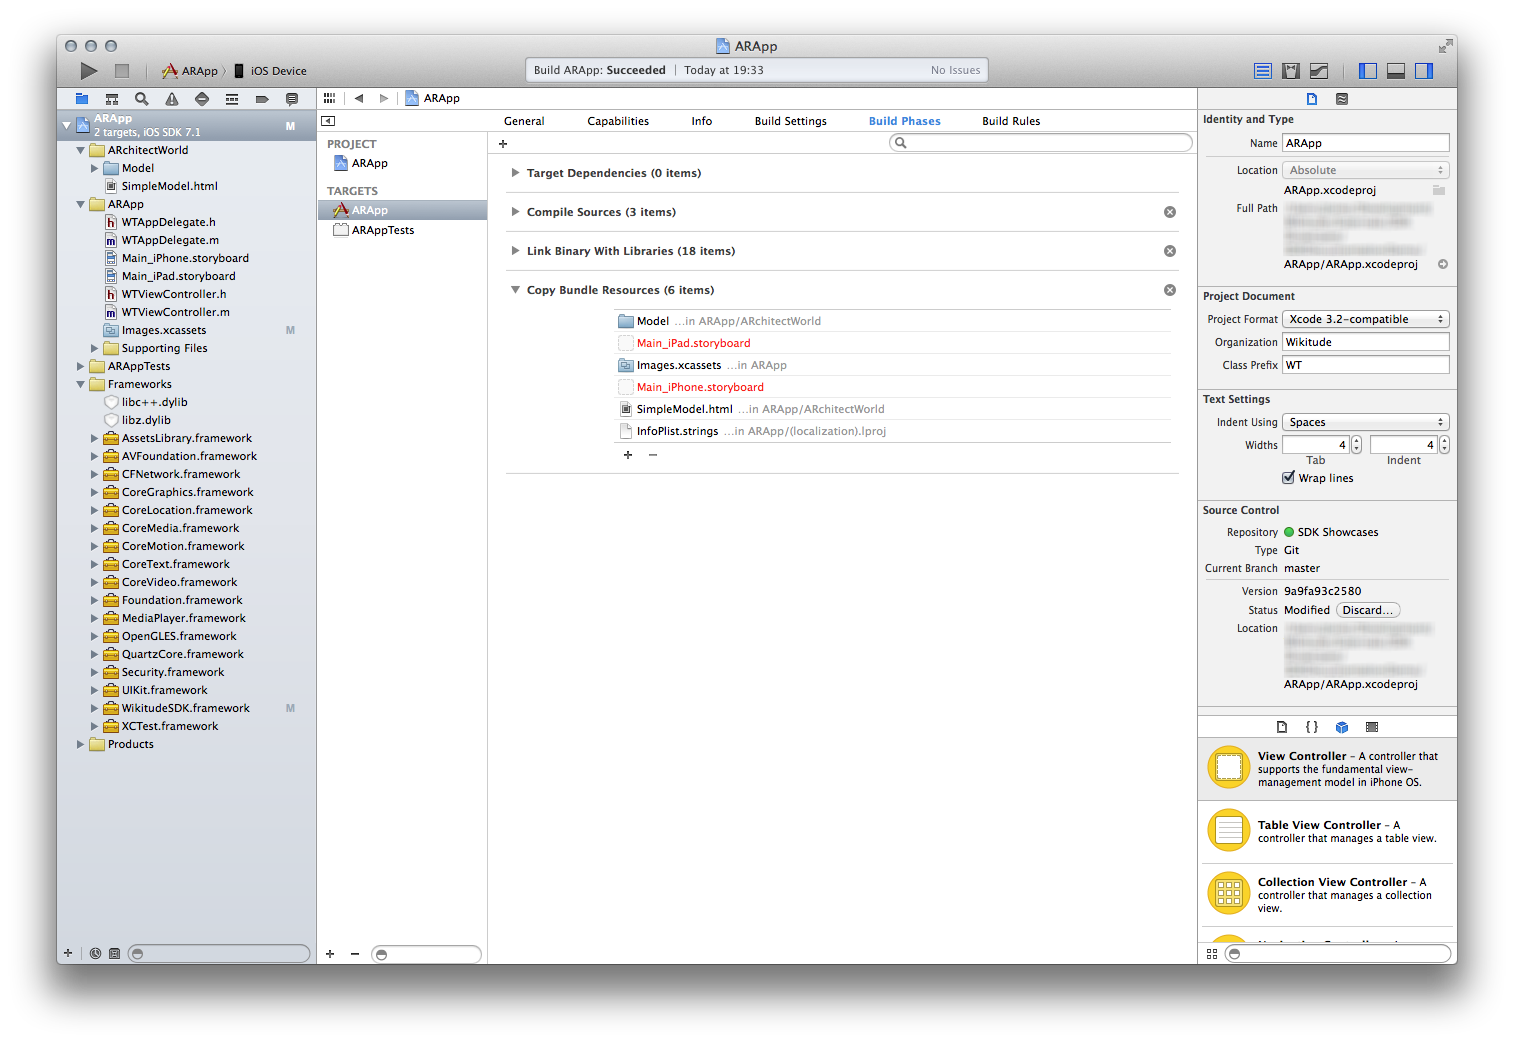 ARApp
ARApp
iOS Device
Build ARApp: Succeeded
Today at 19:33
No Issues
ARApp
ARApp
2 targets, iOS SDK 7.1
M
ARchitectWorld
Model
SimpleModel.html
ARApp
WTAppDelegate.h
WTAppDelegate.m
Main_iPhone.storyboard
Main_iPad.storyboard
WTViewController.h
WTViewController.m
Images.xcassets
M
Supporting Files
ARAppTests
Frameworks
libc++.dylib
libz.dylib
AssetsLibrary.framework
AVFoundation.framework
CFNetwork.framework
CoreGraphics.framework
CoreLocation.framework
CoreMedia.framework
CoreMotion.framework
CoreText.framework
CoreVideo.framework
Foundation.framework
MediaPlayer.framework
OpenGLES.framework
QuartzCore.framework
Security.framework
UIKit.framework
WikitudeSDK.framework
M
XCTest.framework
Products
PROJECT
ARApp
TARGETS
ARApp
ARAppTests
General
Capabilities
Info
Build Settings
Build Phases
Build Rules
Target Dependencies (0 items)
Compile Sources (3 items)
Link Binary With Libraries (18 items)
Copy Bundle Resources (6 items)
Model ...in ARApp/ARchitectWorld
Main_iPad.storyboard
Images.xcassets ...in ARApp
Main_iPhone.storyboard
SimpleModel.html ...in ARApp/ARchitectWorld
InfoPlist.strings ...in ARApp/(localization).lproj
Identity and Type
Name ARApp
Location Absolute
ARApp.xcodeproj
Full Path
ARApp/ARApp.xcodeproj
Project Document
Project Format Xcode 3.2-compatible
Organization Wikitude
Class Prefix WT
Text Settings
Indent Using Spaces
Widths 4 4
Tab Indent
Wrap lines
Source Control
Repository SDK Showcases
Type Git
Current Branch master
Version 9a9fa93c2580
Status Modified Discard...
Location
ARApp/ARApp.xcodeproj
View Controller – A controller that
supports the fundamental view-
management model in iPhone OS.
Table View Controller – A
controller that manages a table view.
Collection View Controller – A
controller that manages a collection
view.